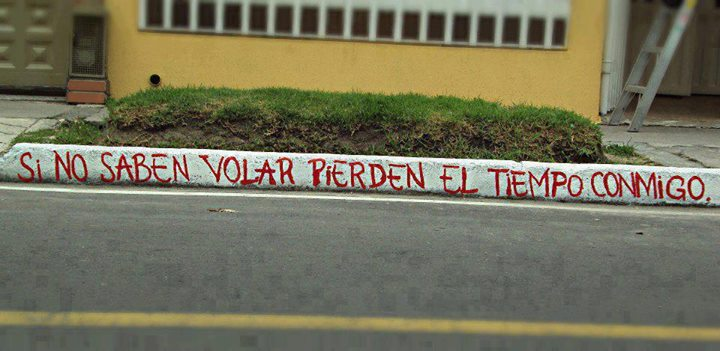 Si NO SABEN VOLAR PiERDEN EL TiEMPO CONMiGO.